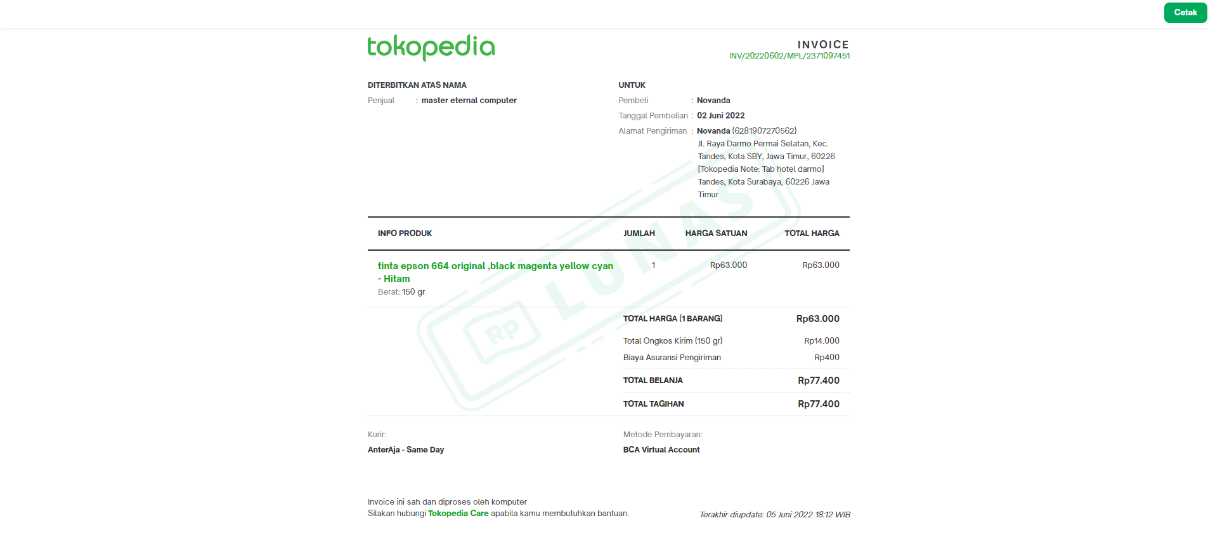 Cetak
tokopedia
INVOICE
INV/20220602/MPL/2371097451
DITERBITKAN ATAS NAMA
Penjual : master eternal computer
UNTUK
Pembeli : Novanda
Tanggal Pembelian : 02 Juni 2022
Alamat Pengiriman : Novanda (6281907270562)
Jl. Raya Darmo Permai Selatan, Kec.
Tandes, Kota SBY, Jawa Timur, 60226
[Tokopedia Note: Tab hotel darmo]
Tandes, Kota Surabaya, 60226 Jawa
Timur
INFO PRODUK JUMLAH HARGA SATUAN TOTAL HARGA
tinta epson 664 original ,black magenta yellow cyan 1 Rp63.000 Rp63.000
- Hitam
Berat: 150 gr
Rp LUNAS
TOTAL HARGA (1 BARANG) Rp63.000
Total Ongkos Kirim (150 gr) Rp14.000
Biaya Asuransi Pengiriman Rp400
TOTAL BELANJA Rp77.400
TOTAL TAGIHAN Rp77.400
Kurir:
AnterAja - Same Day
Metode Pembayaran:
BCA Virtual Account
Invoice ini sah dan diproses oleh komputer
Silakan hubungi Tokopedia Care apabila kamu membutuhkan bantuan.
Terakhir diupdate: 05 Juni 2022 18:12 WIB